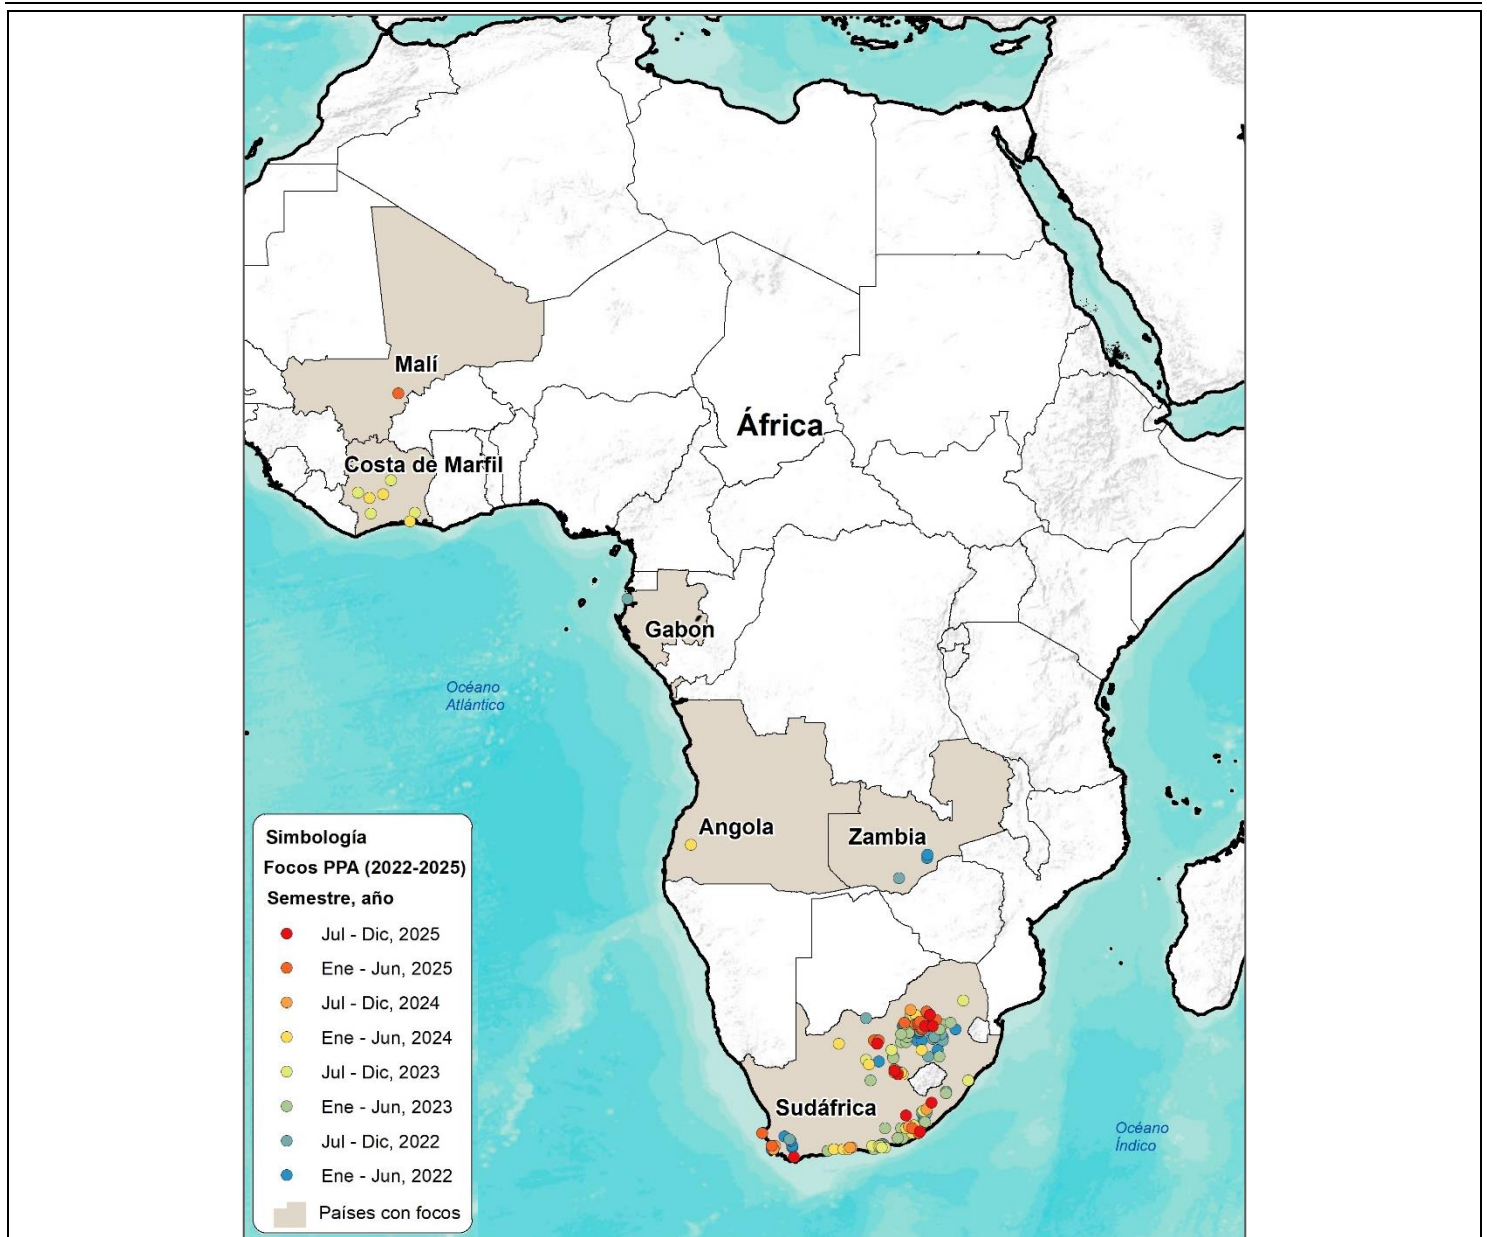 Malí
África
Costa de Marfil
Gabon
Océano
Atlántico
Angola
Zambia
Sudáfrica
Océano
Índico
Simbología
Focos PPA (2022-2025)
Semestre, año
Jul - Dic, 2025
Ene - Jun, 2025
Jul - Dic, 2024
Ene - Jun, 2024
Jul - Dic, 2023
Ene - Jun, 2023
Jul - Dic, 2022
Ene - Jun, 2022
Países con focos